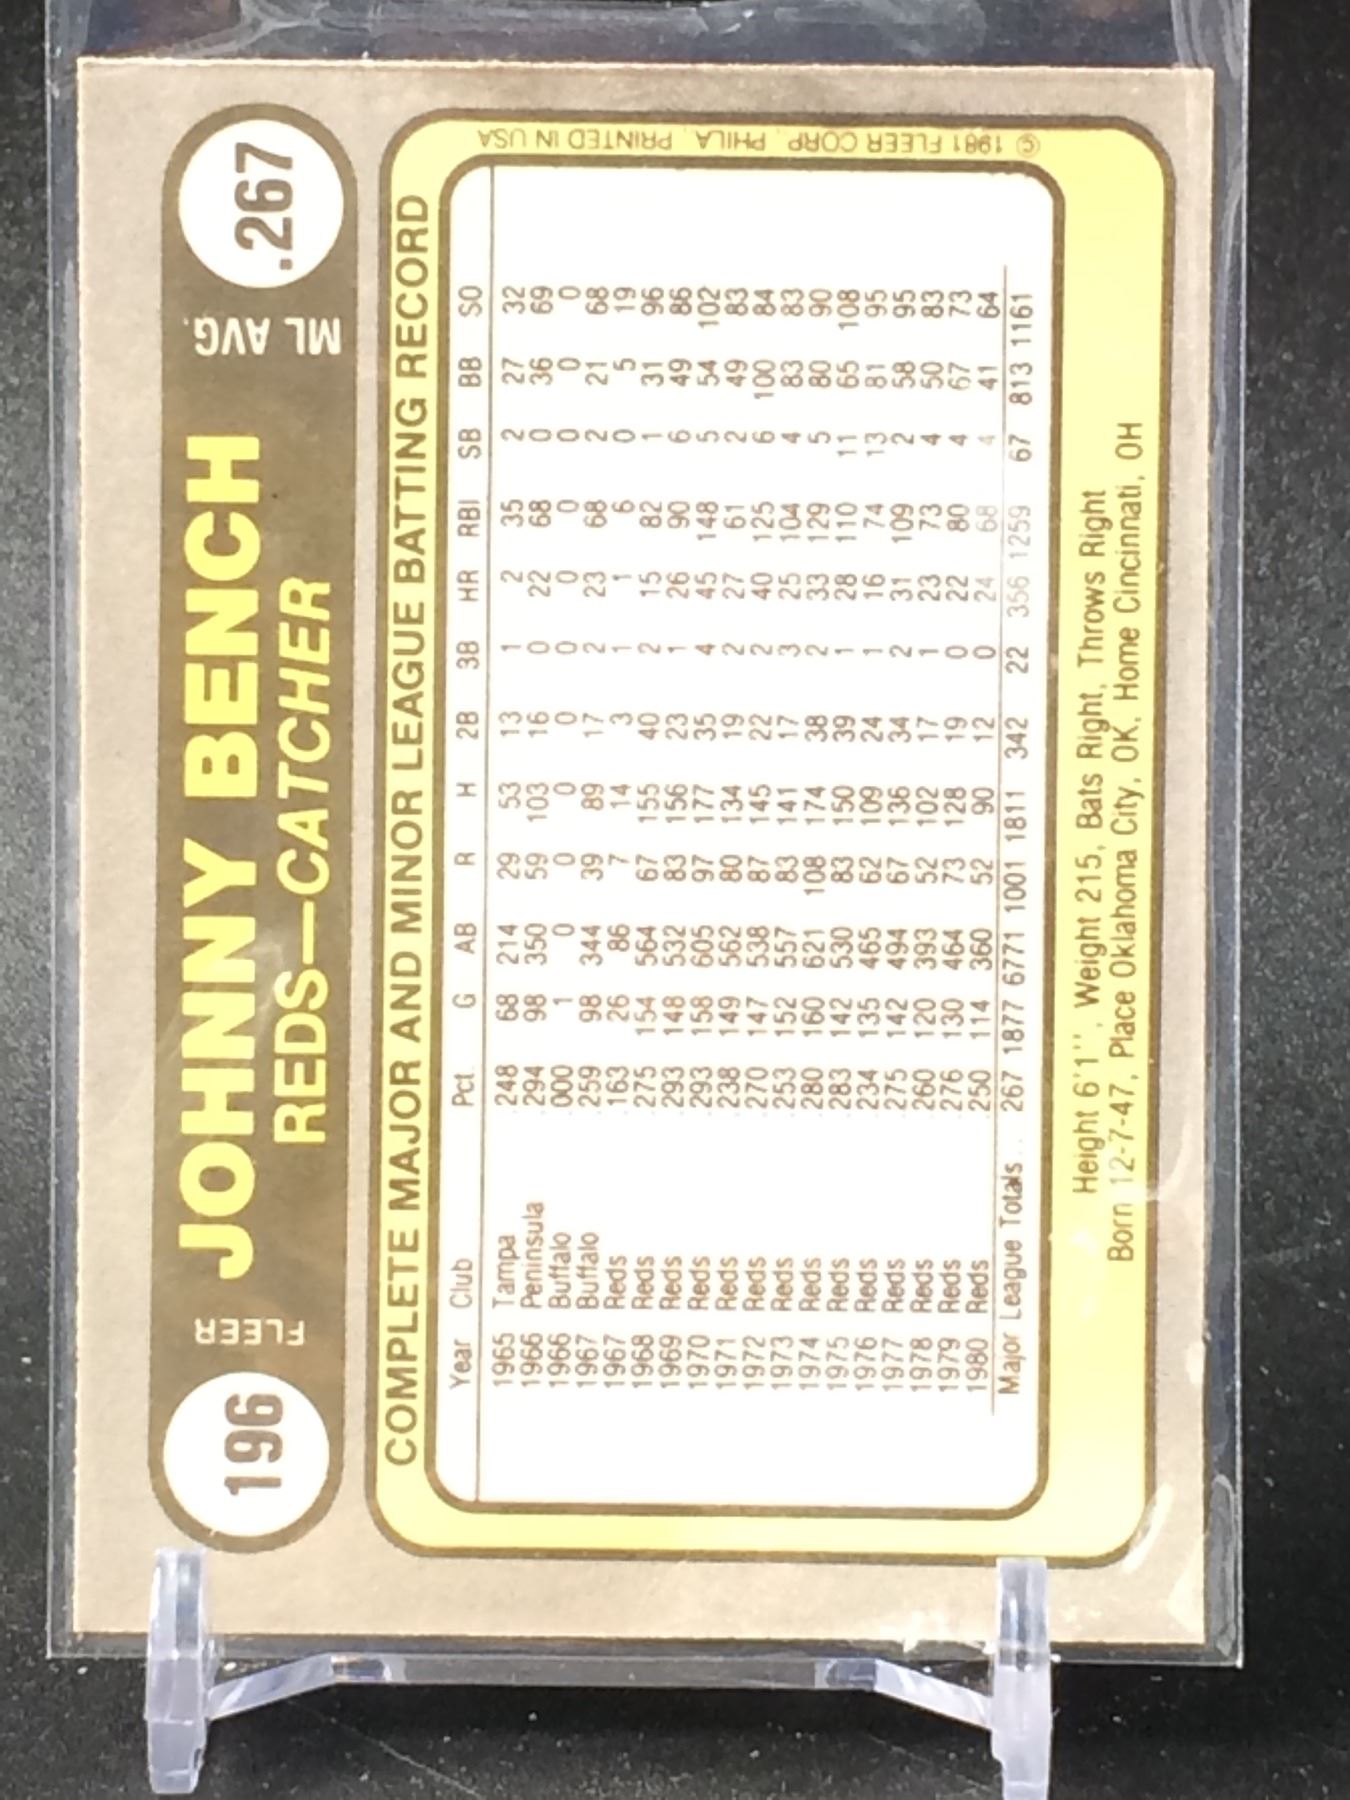 196
FLEER
JOHNNY BENCH
REDS—CATCHER
ML AVG.
.267
COMPLETE MAJOR AND MINOR LEAGUE BATTING RECORD
Year Club Pct. G AB R H 2B 3B HR RBI SB BB SO
1965 Tampa .248 68 214 29 53 13 1 2 35 2 27 32
1966 Peninsula .294 98 350 59 103 16 0 22 68 0 36 69
1966 Buffalo .000 1 0 0 0 0 0 0 0 0 0 0
1967 Buffalo .259 98 344 39 89 17 2 23 68 2 21 68
1967 Reds .163 26 86 7 14 3 1 1 6 0 5 19
1968 Reds .275 154 564 67 155 40 2 15 82 1 31 96
1969 Reds .293 148 532 83 156 23 1 26 90 6 49 86
1970 Reds .293 158 605 97 177 35 4 45 148 5 54 102
1971 Reds .238 149 562 80 134 19 2 27 61 2 49 83
1972 Reds .270 147 538 87 145 22 2 40 125 6 100 84
1973 Reds .253 152 557 83 141 17 3 25 104 4 83 83
1974 Reds .280 160 621 108 174 38 2 33 129 5 80 90
1975 Reds .283 142 530 83 150 39 1 28 110 11 65 108
1976 Reds .234 135 465 62 109 24 1 16 74 13 81 95
1977 Reds .275 142 494 67 136 34 2 31 109 2 58 95
1978 Reds .260 120 393 52 102 17 1 23 73 4 50 83
1979 Reds .276 130 464 73 128 19 0 22 80 4 67 73
1980 Reds .250 114 360 52 90 12 0 24 68 4 41 64
Major League Totals . . .267 1877 6771 1001 1811 342 22 356 1259 67 813 1161
Height 6'1'', Weight 215, Bats Right, Throws Right
Born 12-7-47, Place Oklahoma City, OK, Home Cincinnati, OH
© 1981 FLEER CORP., PHILA., PRINTED IN USA